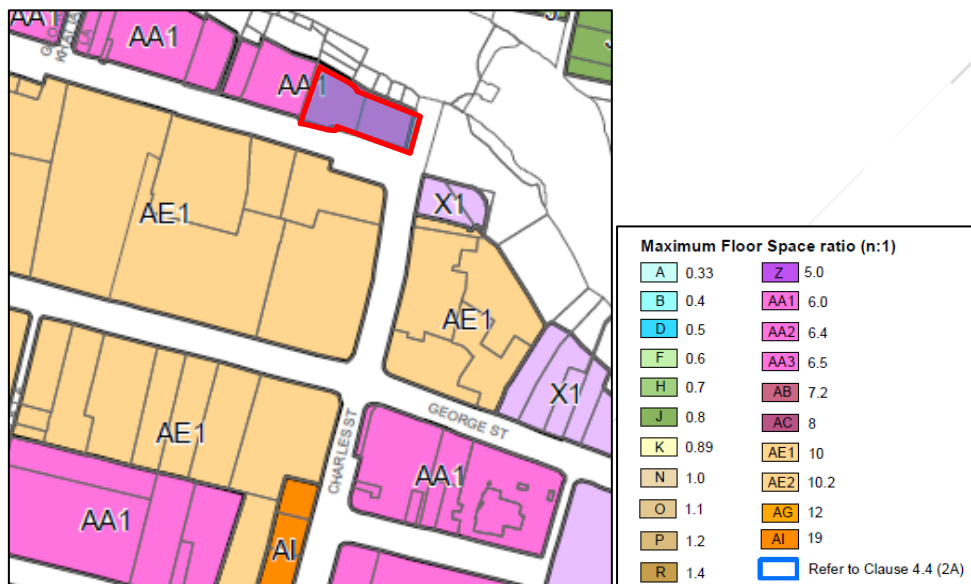 AA1
AA1
AA1
J
J
AE1
X1
AE1
X1
GEORGE ST
AE1
CHARLES ST
AA1
AA1
AI
Maximum Floor Space ratio (n:1)
A 0.33
B 0.4
D 0.5
F 0.6
H 0.7
J 0.8
K 0.89
N 1.0
O 1.1
P 1.2
R 1.4
Z 5.0
AA1 6.0
AA2 6.4
AA3 6.5
AB 7.2
AC 8
AE1 10
AE2 10.2
AG 12
AI 19
Refer to Clause 4.4 (2A)